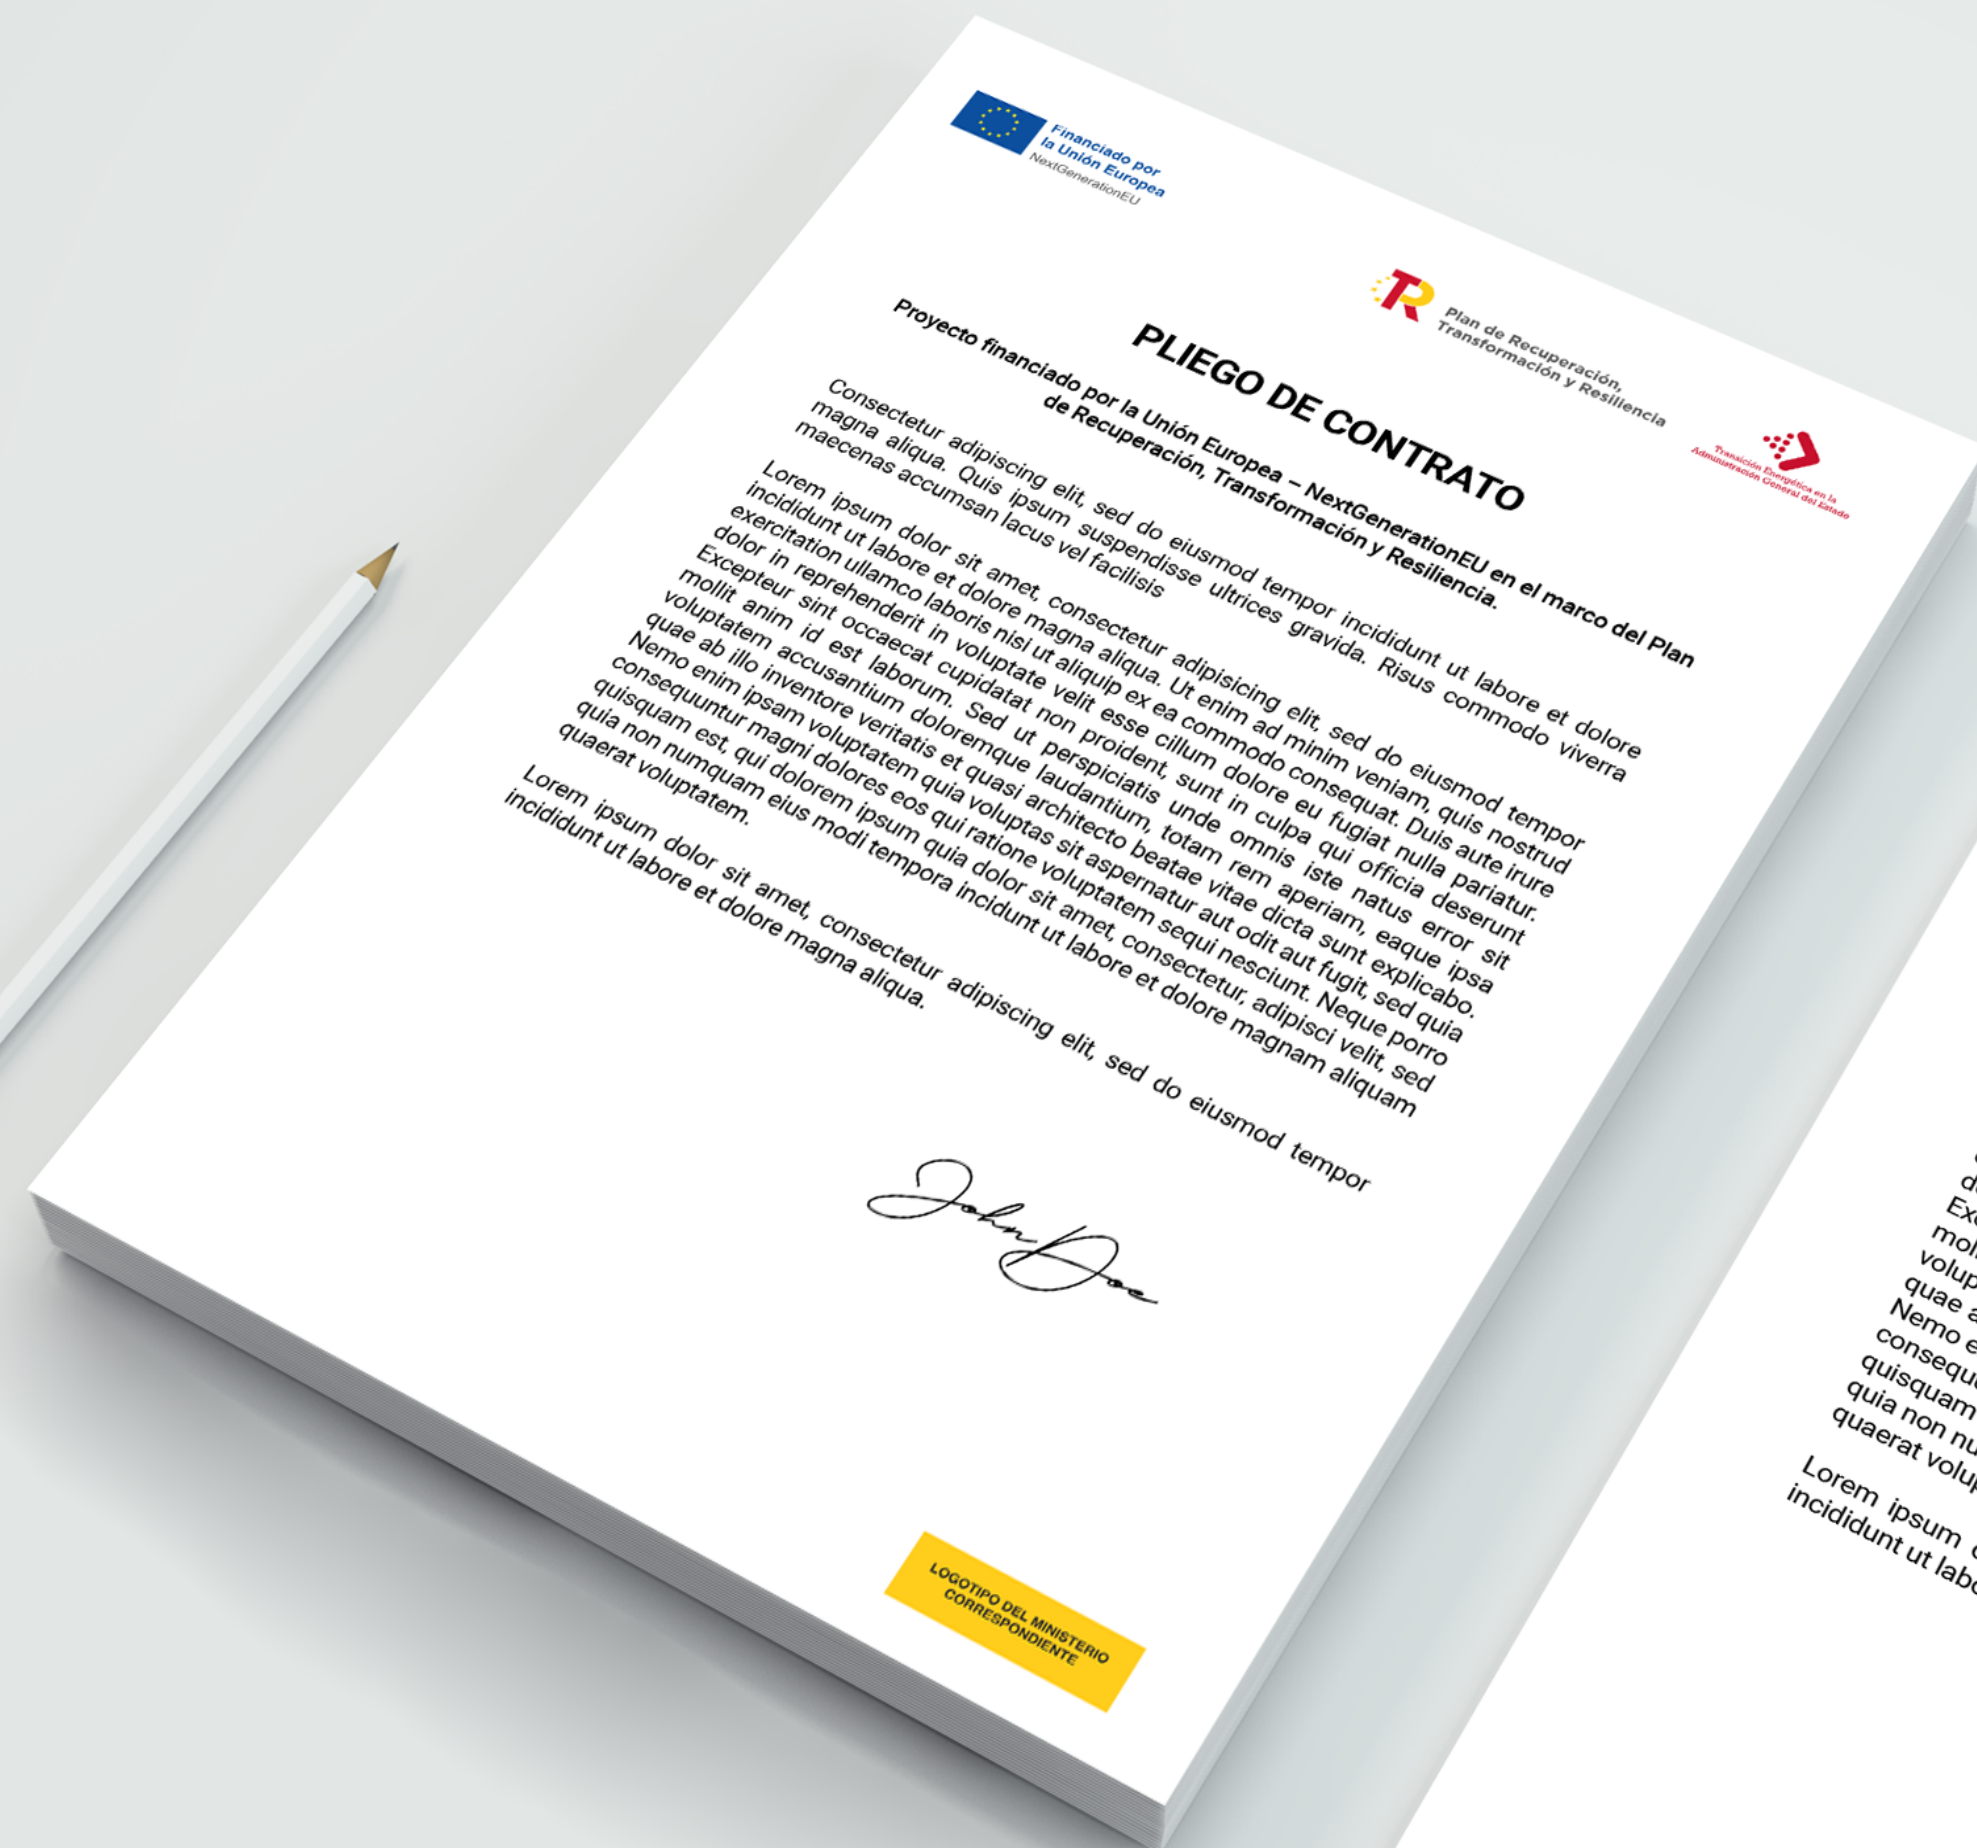 Financiado por
la Unión Europea
NextGenerationEU
Plan de Recuperación,
Transformación y Resiliencia
Transición Energética en la
Administración General del Estado
PLIEGO DE CONTRATO
Proyecto financiado por la Unión Europea – NextGenerationEU en el marco del Plan
de Recuperación, Transformación y Resiliencia.
Consectetur adipiscing elit, sed do eiusmod tempor incididunt ut labore et dolore
magna aliqua. Quis ipsum suspendisse ultrices gravida. Risus commodo viverra
maecenas accumsan lacus vel facilisis
Lorem ipsum dolor sit amet, consectetur adipisicing elit, sed do eiusmod tempor
incididunt ut labore et dolore magna aliqua. Ut enim ad minim veniam, quis nostrud
exercitation ullamco laboris nisi ut aliquip ex ea commodo consequat. Duis aute irure
dolor in reprehenderit in voluptate velit esse cillum dolore eu fugiat nulla pariatur.
Excepteur sint occaecat cupidatat non proident, sunt in culpa qui officia deserunt
mollit anim id est laborum. Sed ut perspiciatis unde omnis iste natus error sit
voluptatem accusantium doloremque laudantium, totam rem aperiam, eaque ipsa
quae ab illo inventore veritatis et quasi architecto beatae vitae dicta sunt explicabo.
Nemo enim ipsam voluptatem quia voluptas sit aspernatur aut odit aut fugit, sed quia
consequuntur magni dolores eos qui ratione voluptatem sequi nesciunt. Neque porro
quisquam est, qui dolorem ipsum quia dolor sit amet, consectetur, adipisci velit, sed
quia non numquam eius modi tempora incidunt ut labore et dolore magnam aliquam
quaerat voluptatem.
Lorem ipsum dolor sit amet, consectetur adipiscing elit, sed do eiusmod tempor
incididunt ut labore et dolore magna aliqua.
John Doe
LOGOTIPO DEL MINISTERIO
CORRESPONDIENTE
quae
Nemo
quisquam
quia non
quaerat
Lorem ipsum
incididunt ut